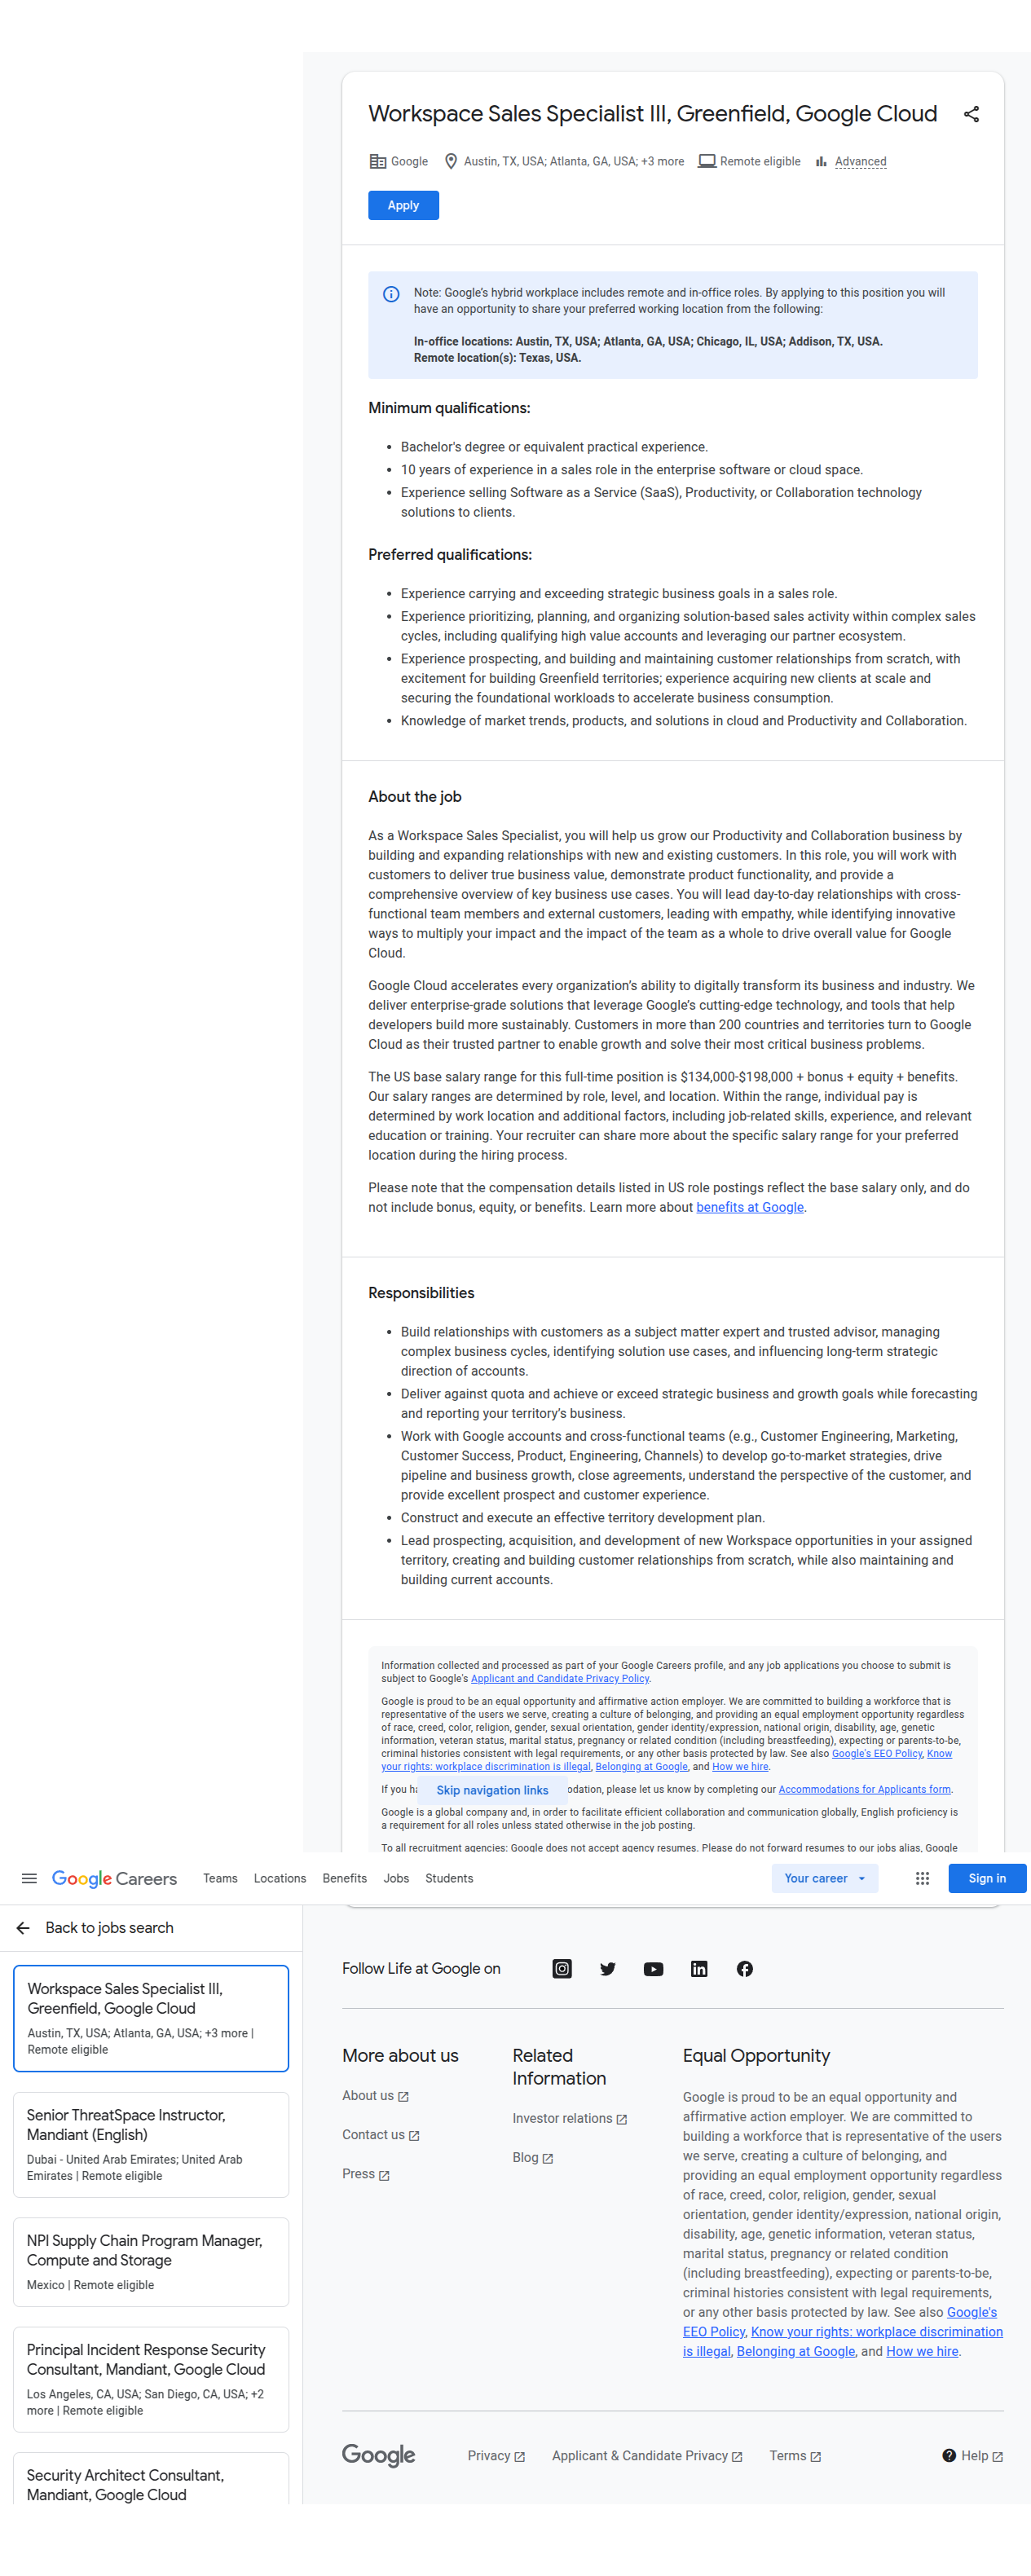 Workspace Sales Specialist III, Greenfield, Google Cloud
Google
Austin, TX, USA; Atlanta, GA, USA; +3 more
Remote eligible
Advanced
Apply
Note: Google's hybrid workplace includes remote and in-office roles. By applying to this position you will
have an opportunity to share your preferred working location from the following:
In-office locations: Austin, TX, USA; Atlanta, GA, USA; Chicago, IL, USA; Addison, TX, USA.
Remote location(s): Texas, USA.
Minimum qualifications:
• Bachelor's degree or equivalent practical experience.
• 10 years of experience in a sales role in the enterprise software or cloud space.
• Experience selling Software as a Service (SaaS), Productivity, or Collaboration technology
solutions to clients.
Preferred qualifications:
• Experience carrying and exceeding strategic business goals in a sales role.
• Experience prioritizing, planning, and organizing solution-based sales activity within complex sales
cycles, including qualifying high value accounts and leveraging our partner ecosystem.
• Experience prospecting, and building and maintaining customer relationships from scratch, with
excitement for building Greenfield territories; experience acquiring new clients at scale and
securing the foundational workloads to accelerate business consumption.
• Knowledge of market trends, products, and solutions in cloud and Productivity and Collaboration.
About the job
As a Workspace Sales Specialist, you will help us grow our Productivity and Collaboration business by
building and expanding relationships with new and existing customers. In this role, you will work with
customers to deliver true business value, demonstrate product functionality, and provide a
comprehensive overview of key business use cases. You will lead day-to-day relationships with cross-
functional team members and external customers, leading with empathy, while identifying innovative
ways to multiply your impact and the impact of the team as a whole to drive overall value for Google
Cloud.
Google Cloud accelerates every organization's ability to digitally transform its business and industry. We
deliver enterprise-grade solutions that leverage Google's cutting-edge technology, and tools that help
developers build more sustainably. Customers in more than 200 countries and territories turn to Google
Cloud as their trusted partner to enable growth and solve their most critical business problems.
The US base salary range for this full-time position is $134,000-$198,000 + bonus + equity + benefits.
Our salary ranges are determined by role, level, and location. Within the range, individual pay is
determined by work location and additional factors, including job-related skills, experience, and relevant
education or training. Your recruiter can share more about the specific salary range for your preferred
location during the hiring process.
Please note that the compensation details listed in US role postings reflect the base salary only, and do
not include bonus, equity, or benefits. Learn more about benefits at Google.
Responsibilities
• Build relationships with customers as a subject matter expert and trusted advisor, managing
complex business cycles, identifying solution use cases, and influencing long-term strategic
direction of accounts.
• Deliver against quota and achieve or exceed strategic business and growth goals while forecasting
and reporting your territory's business.
• Work with Google accounts and cross-functional teams (e.g., Customer Engineering, Marketing,
Customer Success, Product, Engineering, Channels) to develop go-to-market strategies, drive
pipeline and business growth, close agreements, understand the perspective of the customer, and
provide excellent prospect and customer experience.
• Construct and execute an effective territory development plan.
• Lead prospecting, acquisition, and development of new Workspace opportunities in your assigned
territory, creating and building customer relationships from scratch, while also maintaining and
building current accounts.
Information collected and processed as part of your Google Careers profile, and any job applications you choose to submit is
subject to Google's Applicant and Candidate Privacy Policy.
Google is proud to be an equal opportunity and affirmative action employer. We are committed to building a workforce that is
representative of the users we serve, creating a culture of belonging, and providing an equal employment opportunity regardless
of race, creed, color, religion, gender, sexual orientation, gender identity/expression, national origin, disability, age, genetic
information, veteran status, marital status, pregnancy or related condition (including breastfeeding), expecting or parents-to-be,
criminal histories consistent with legal requirements, or any other basis protected by law. See also Google's EEO Policy, Know
your rights: workplace discrimination is illegal, Belonging at Google, and How we hire.
If you ha
Skip navigation links
odation, please let us know by completing our Accommodations for Applicants form.
Google is a global company and, in order to facilitate efficient collaboration and communication globally, English proficiency is
a requirement for all roles unless stated otherwise in the job posting.
To all recruitment agencies: Google does not accept agency resumes. Please do not forward resumes to our jobs alias, Google
Google Careers
Teams
Locations
Benefits
Jobs
Students
Your career
Sign in
Back to jobs search
Workspace Sales Specialist III,
Greenfield, Google Cloud
Austin, TX, USA; Atlanta, GA, USA; +3 more |
Remote eligible
Senior ThreatSpace Instructor,
Mandiant (English)
Dubai - United Arab Emirates; United Arab
Emirates | Remote eligible
NPI Supply Chain Program Manager,
Compute and Storage
Mexico | Remote eligible
Principal Incident Response Security
Consultant, Mandiant, Google Cloud
Los Angeles, CA, USA; San Diego, CA, USA; +2
more | Remote eligible
Security Architect Consultant,
Mandiant, Google Cloud
Follow Life at Google on
More about us
About us
Contact us
Press
Related
Information
Investor relations
Blog
Equal Opportunity
Google is proud to be an equal opportunity and
affirmative action employer. We are committed to
building a workforce that is representative of the users
we serve, creating a culture of belonging, and
providing an equal employment opportunity regardless
of race, creed, color, religion, gender, sexual
orientation, gender identity/expression, national origin,
disability, age, genetic information, veteran status,
marital status, pregnancy or related condition
(including breastfeeding), expecting or parents-to-be,
criminal histories consistent with legal requirements,
or any other basis protected by law. See also Google's
EEO Policy, Know your rights: workplace discrimination
is illegal, Belonging at Google, and How we hire.
Google
Privacy
Applicant & Candidate Privacy
Terms
Help